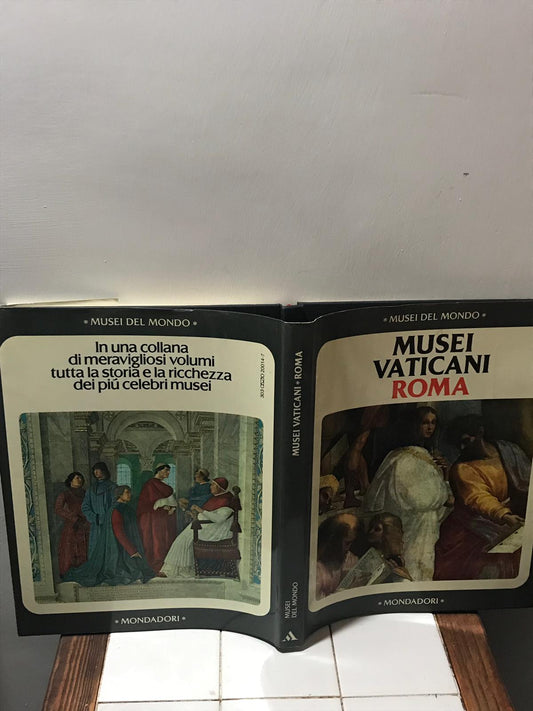 * MUSEI DEL MONDO *
In una collana
di meravigliosi volumi
tutta la storia e la ricchezza
dei piú celebri musei
* MONDADORI *
MUSEI VATICANI * ROMA
MUSEI
DEL MONDO
* MUSEI DEL MONDO *
MUSEI
VATICANI
ROMA
* MONDADORI *